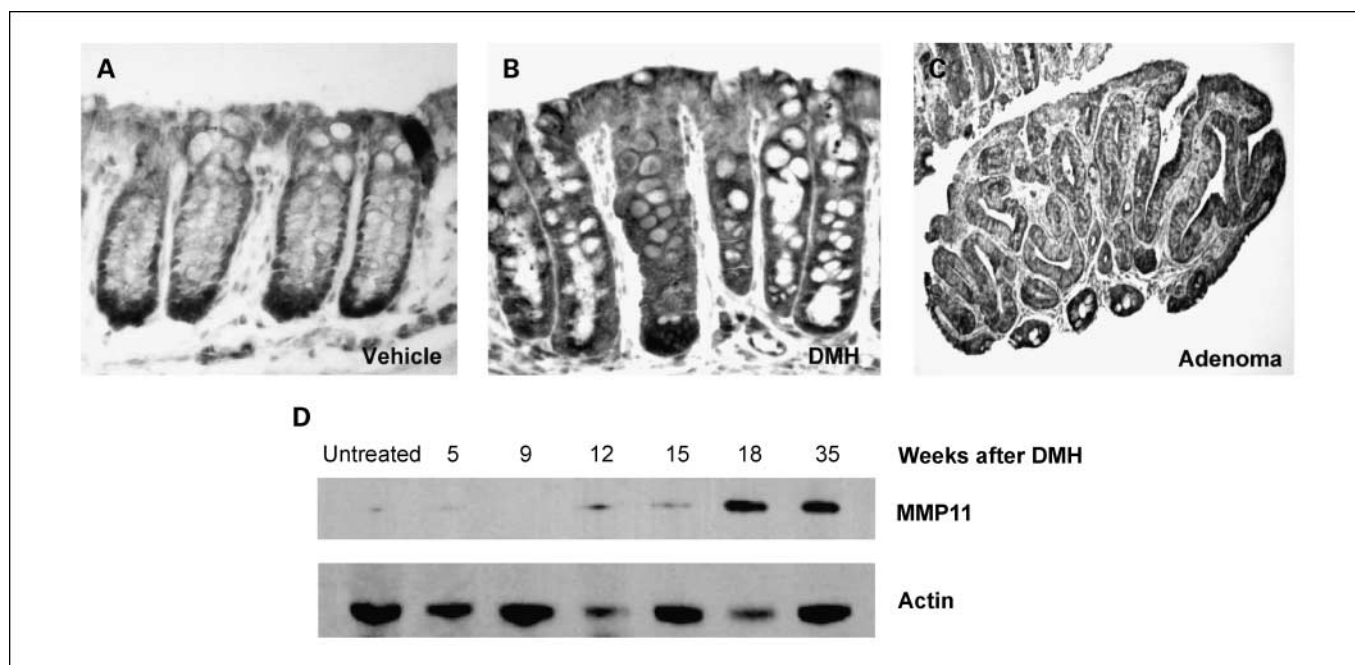 A
Vehicle
B
DMH
C
Adenoma
D
Untreated 5 9 12 15 18 35 Weeks after DMH
MMP11
Actin